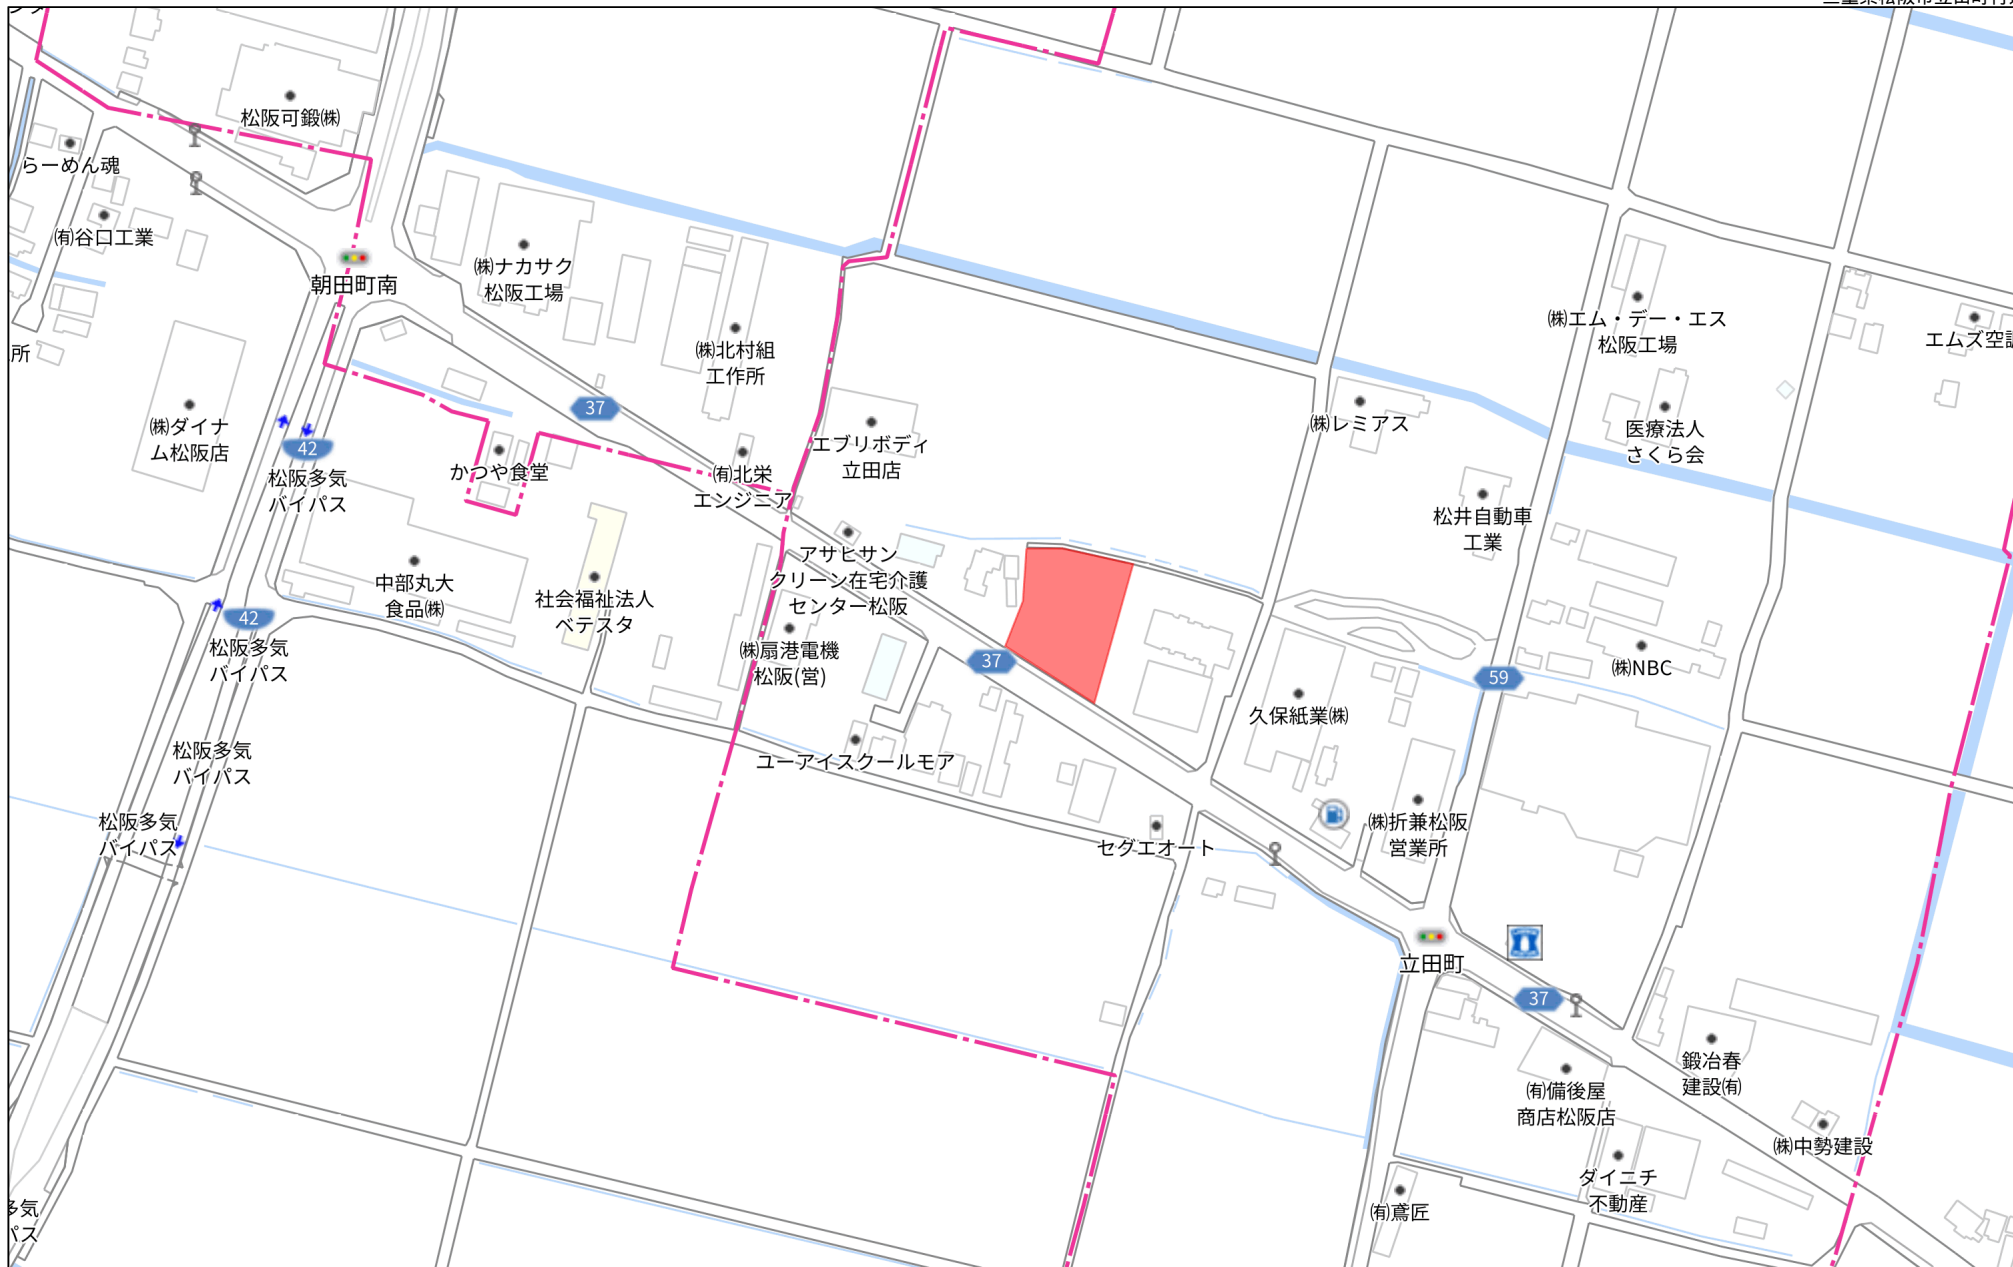 松阪可鍛㈱
らーめん魂
㈲谷口工業
朝田町南
㈱ナカサク
松阪工場
㈱北村組
工作所
㈱エム・デー・エス
松阪工場
エムズ空調
所
㈱ダイナ
ム松阪店
37
42
松阪多気
バイパス
かつや食堂
㈲北栄
エンジニア
エブリボディ
立田店
㈱レミアス
医療法人
さくら会
松井自動車
工業
中部丸大
食品㈱
社会福祉法人
ベテスタ
アサヒサン
クリーン在宅介護
センター松阪
42
松阪多気
バイパス
㈱扇港電機
松阪(営)
37
59
㈱NBC
久保紙業㈱
松阪多気
バイパス
ユーアイスクールモア
松阪多気
バイパス
セグエオート
㈱折兼松阪
営業所
立田町
37
鍛冶春
建設㈲
㈲備後屋
商店松阪店
㈱中勢建設
ダイニチ
不動産
㈲鳶匠
多気
パス